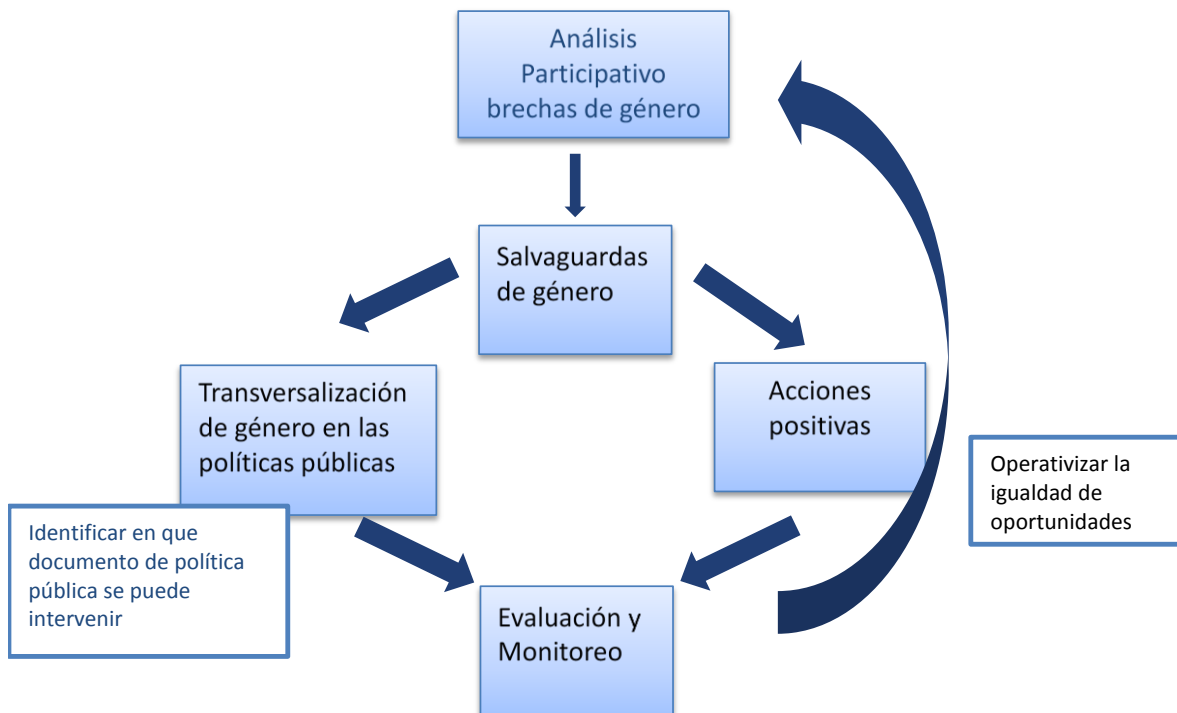 Análisis
Participativo
brechas de género
Salvaguardas
de género
Transversalización
de género en las
políticas públicas
Acciones
positivas
Identificar en que
documento de política
pública se puede
intervenir
Operativizar la
igualdad de
oportunidades
Evaluación y
Monitoreo